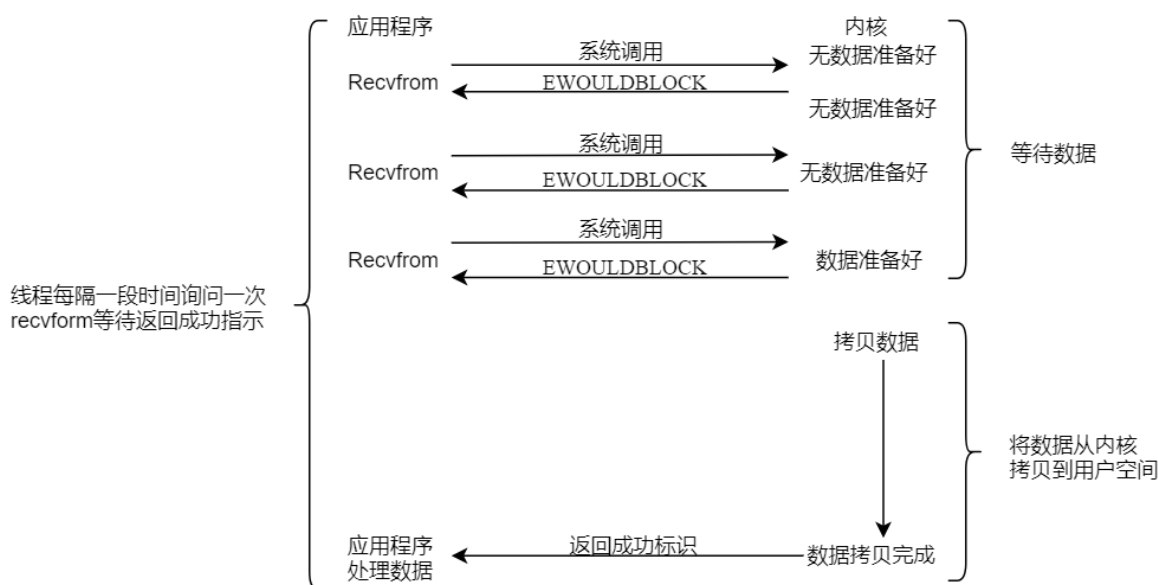 应用程序
内核
系统调用
无数据准备好
Recvfrom
EWOULDBLOCK
无数据准备好
系统调用
等待数据
Recvfrom
EWOULDBLOCK
无数据准备好
系统调用
Recvfrom
EWOULDBLOCK
数据准备好
线程每隔一段时间询问一次
recvform等待返回成功指示
拷贝数据
将数据从内核
拷贝到用户空间
应用程序
处理数据
返回成功标识
数据拷贝完成